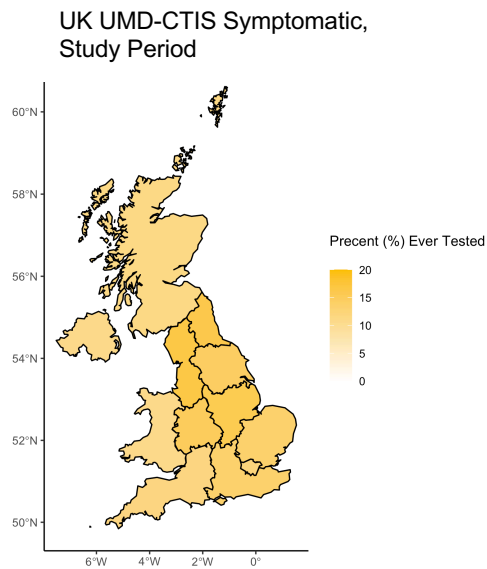 UK UMD-CTIS Symptomatic,
Study Period
60°N
58°N
56°N
54°N
52°N
50°N
6°W 4°W 2°W 0°
Precent (%) Ever Tested
20
15
10
5
0